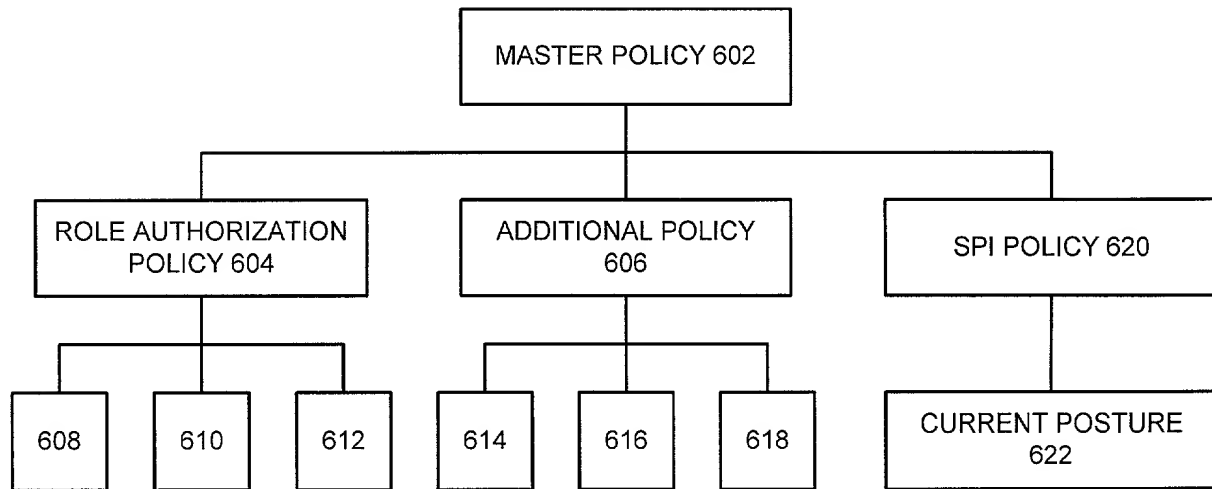 MASTER POLICY 602
ROLE AUTHORIZATION
POLICY 604
ADDITIONAL POLICY
606
SPI POLICY 620
608
610
612
614
616
618
CURRENT POSTURE
622